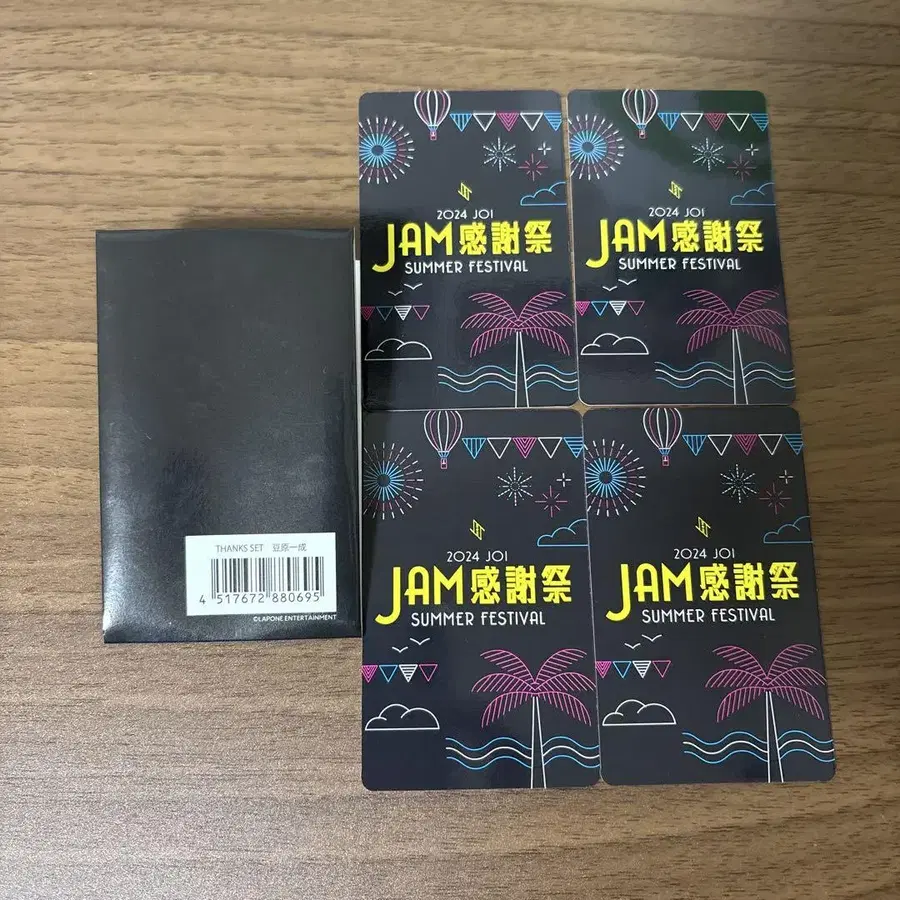 THANKS SET 豆原一成
4 517672 880695
©LAPONE ENTERTAINMENT
2024 JO1
JAM感謝祭
SUMMER FESTIVAL
2024 JO1
JAM感謝祭
SUMMER FESTIVAL
2024 JO1
JAM感謝祭
SUMMER FESTIVAL
2024 JO1
JAM感謝祭
SUMMER FESTIVAL